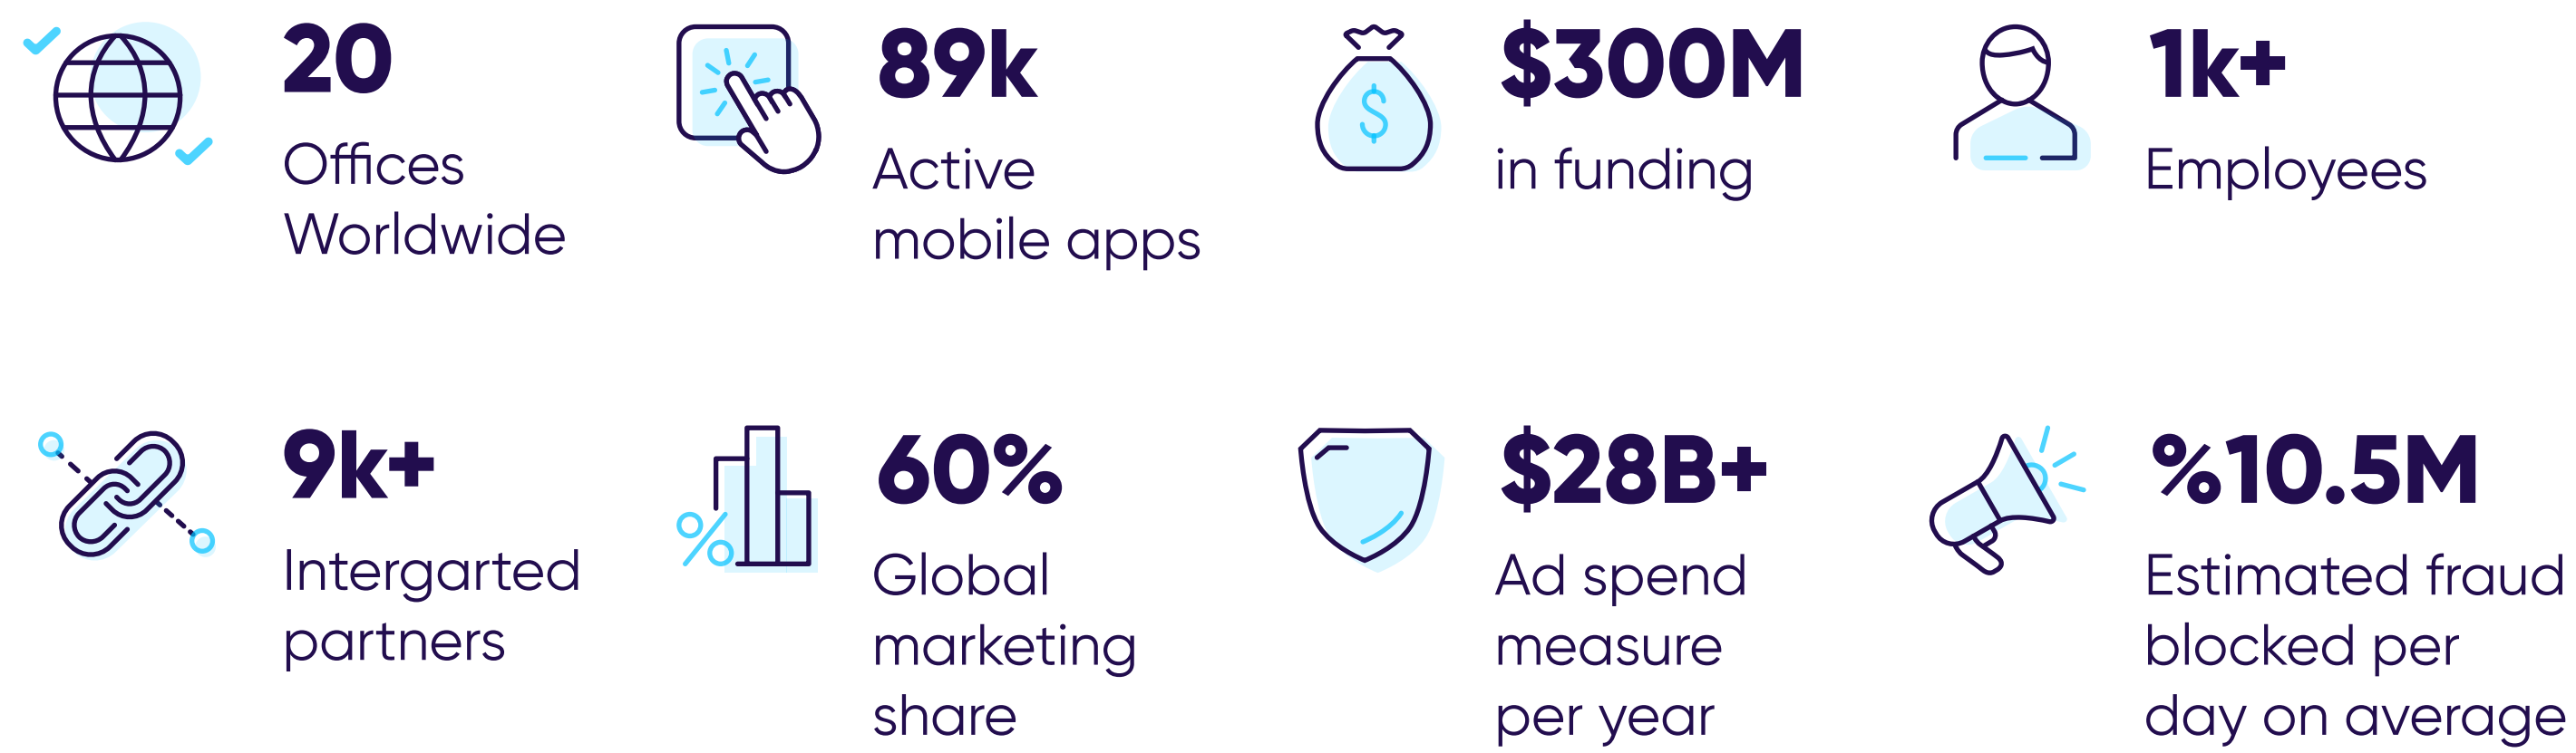 20
Offices
Worldwide
89k
Active
mobile apps
$300M
in funding
1k+
Employees
9k+
Intergarted
partners
60%
Global
marketing
share
$28B+
Ad spend
measure
per year
%10.5M
Estimated fraud
blocked per
day on average